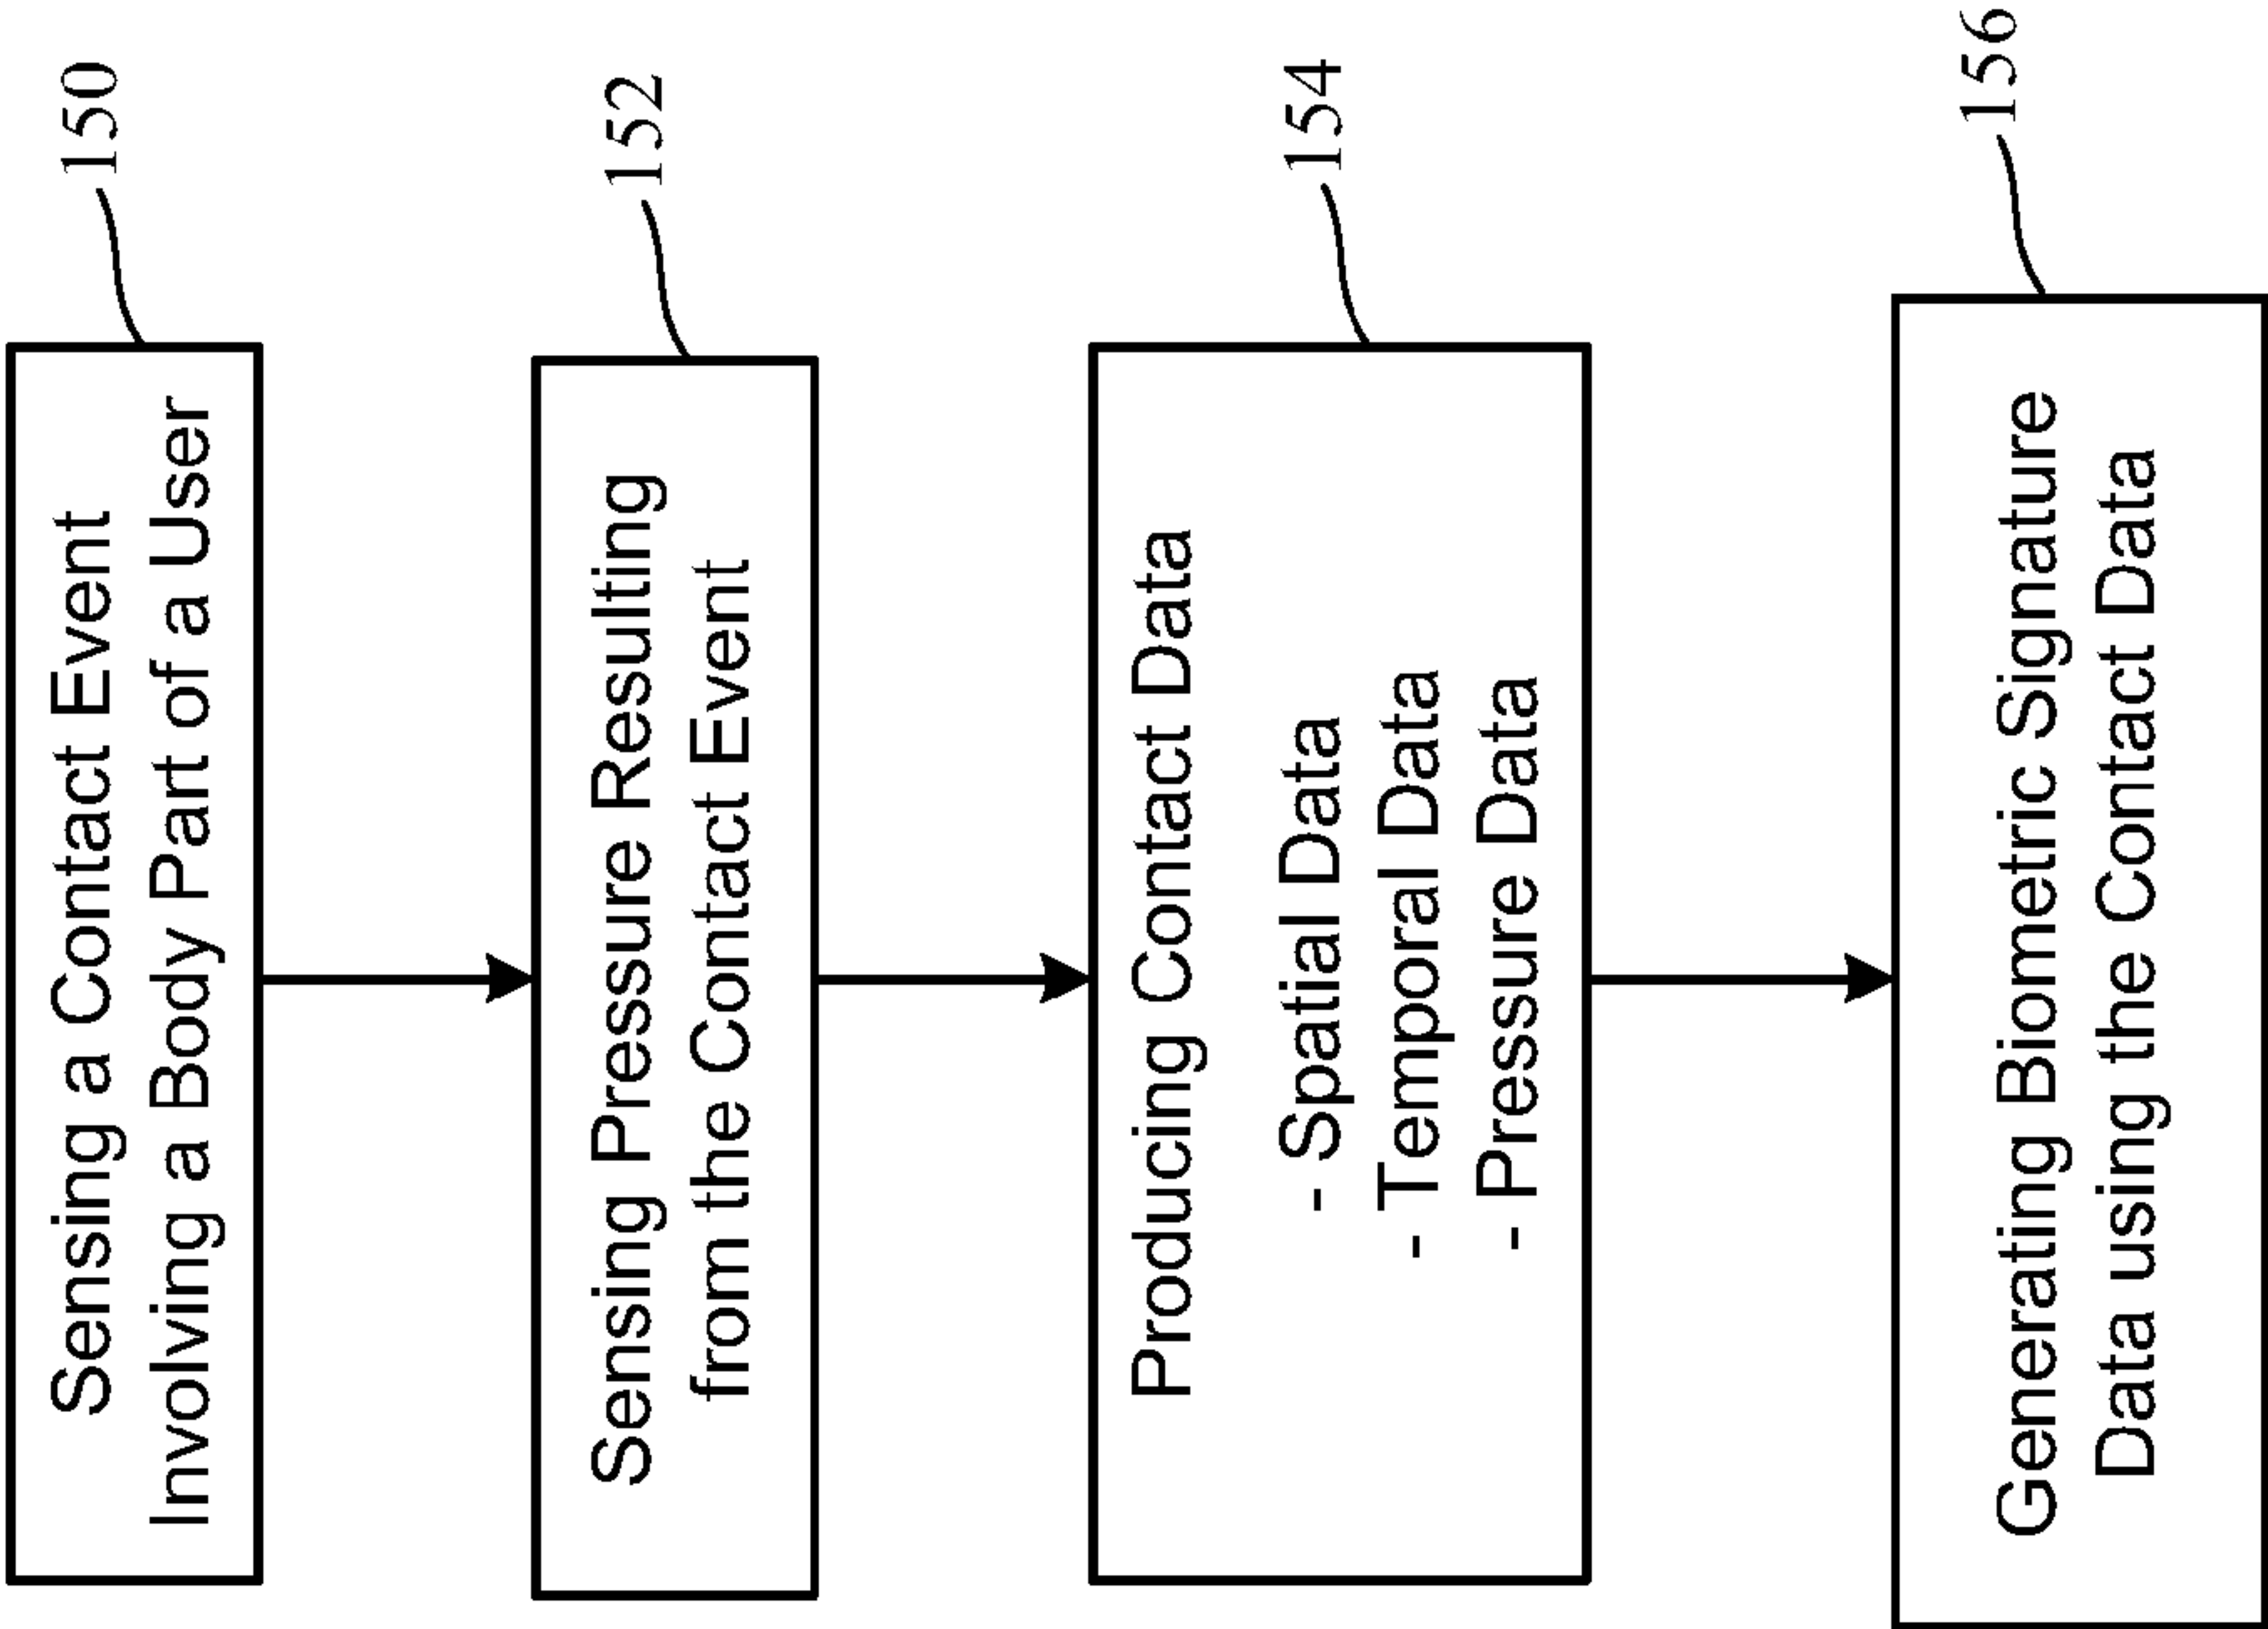 150
Sensing a Contact Event
Involving a Body Part of a User
152
Sensing Pressure Resulting
from the Contact Event
154
Producing Contact Data
- Spatial Data
- Temporal Data
- Pressure Data
156
Generating Biometric Signature
Data using the Contact Data